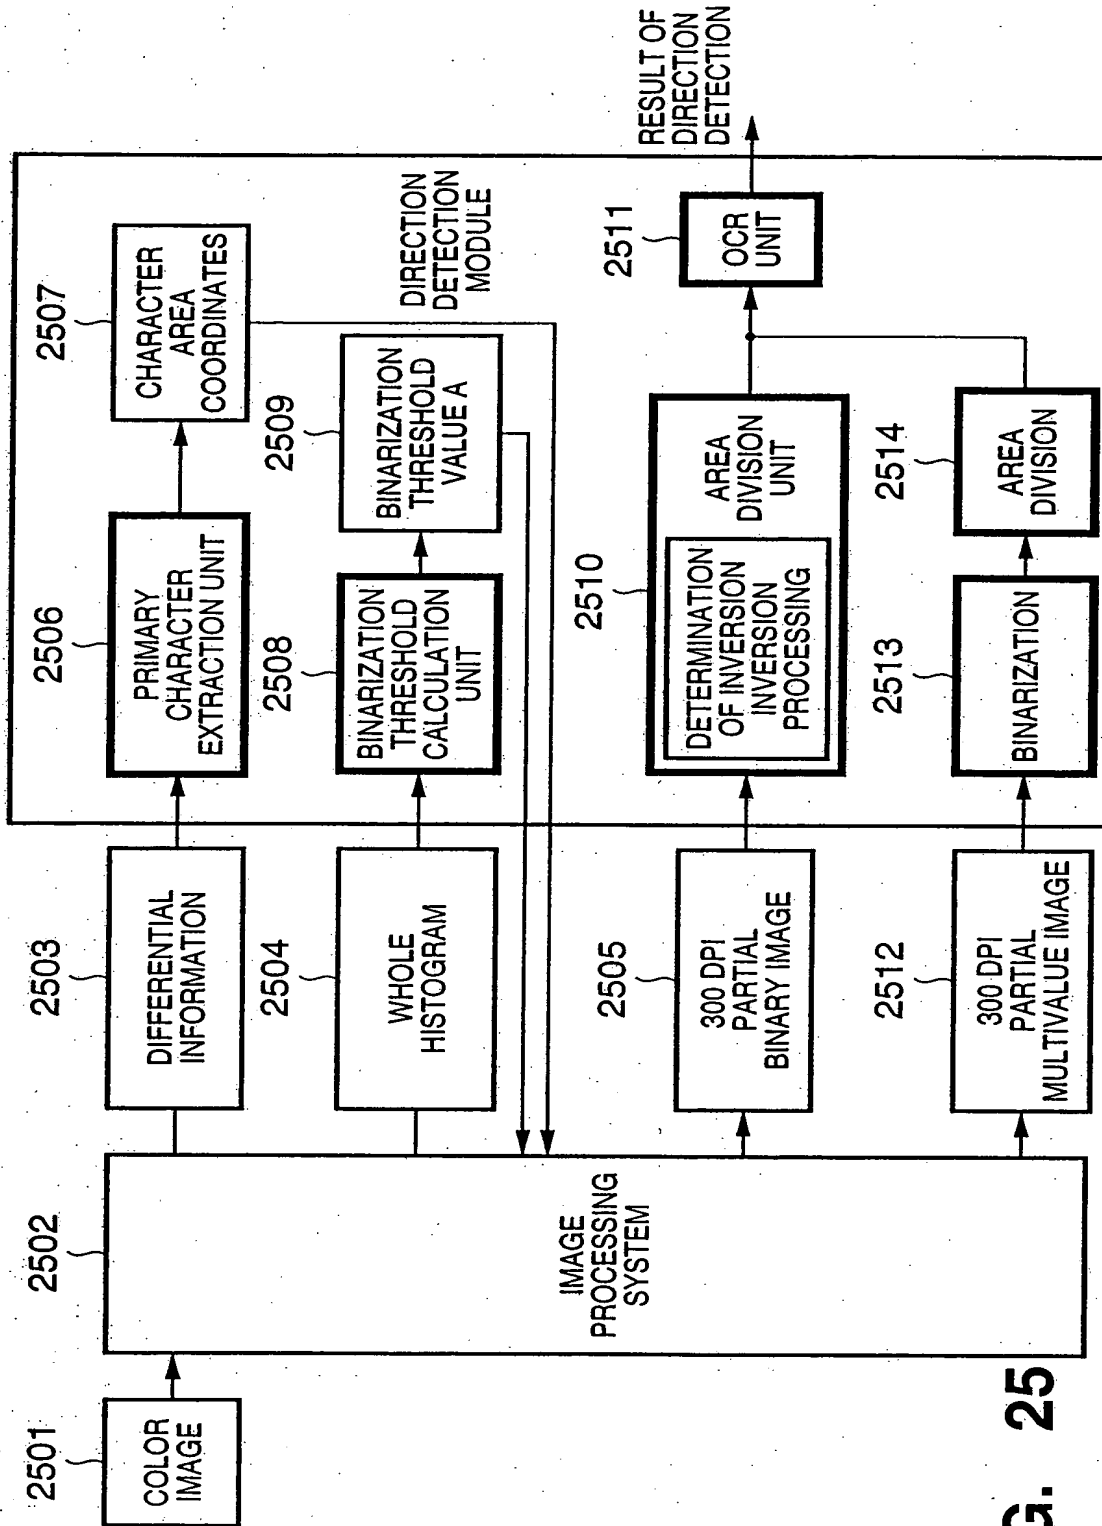 2501
COLOR
IMAGE
2502
IMAGE
PROCESSING
SYSTEM
2503
DIFFERENTIAL
INFORMATION
2504
WHOLE
HISTOGRAM
2505
300 DPI
PARTIAL
BINARY IMAGE
2512
300 DPI
PARTIAL
MULTIVALUE IMAGE
2506
PRIMARY
CHARACTER
EXTRACTION UNIT
2507
CHARACTER
AREA
COORDINATES
2508
BINARIZATION
THRESHOLD
CALCULATION
UNIT
2509
BINARIZATION
THRESHOLD
VALUE A
DIRECTION
DETECTION
MODULE
2510
DETERMINATION
OF INVERSION
INVERSION
PROCESSING
AREA
DIVISION
UNIT
2511
OCR
UNIT
RESULT OF
DIRECTION
DETECTION
2513
BINARIZATION
2514
AREA
DIVISION
G. 25